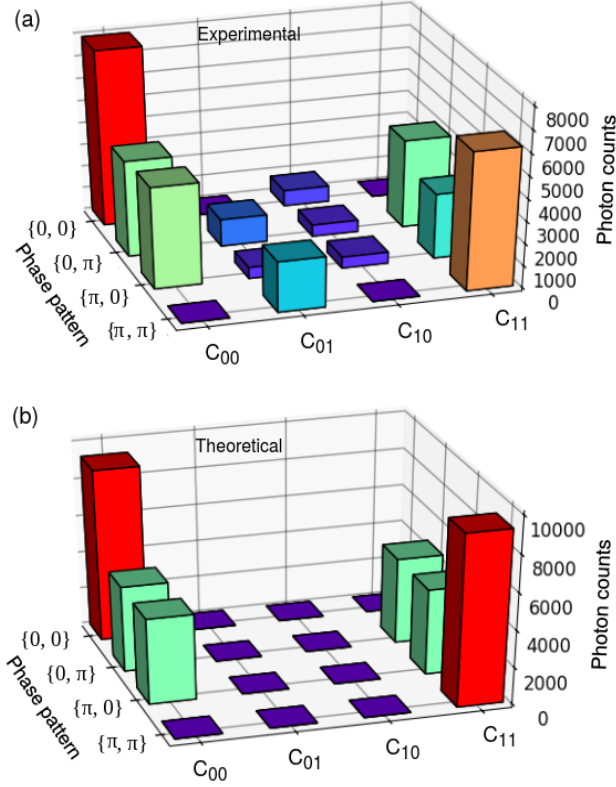 (a)
Experimental
8000
7000
6000
5000
4000
3000
2000
1000
0
Photon counts
{0, 0}
{0, π}
{π, 0}
{π, π}
Phase pattern
C00
C01
C10
C11
(b)
Theoretical
10000
8000
6000
4000
2000
0
Photon counts
{0, 0}
{0, π}
{π, 0}
{π, π}
Phase pattern
C00
C01
C10
C11